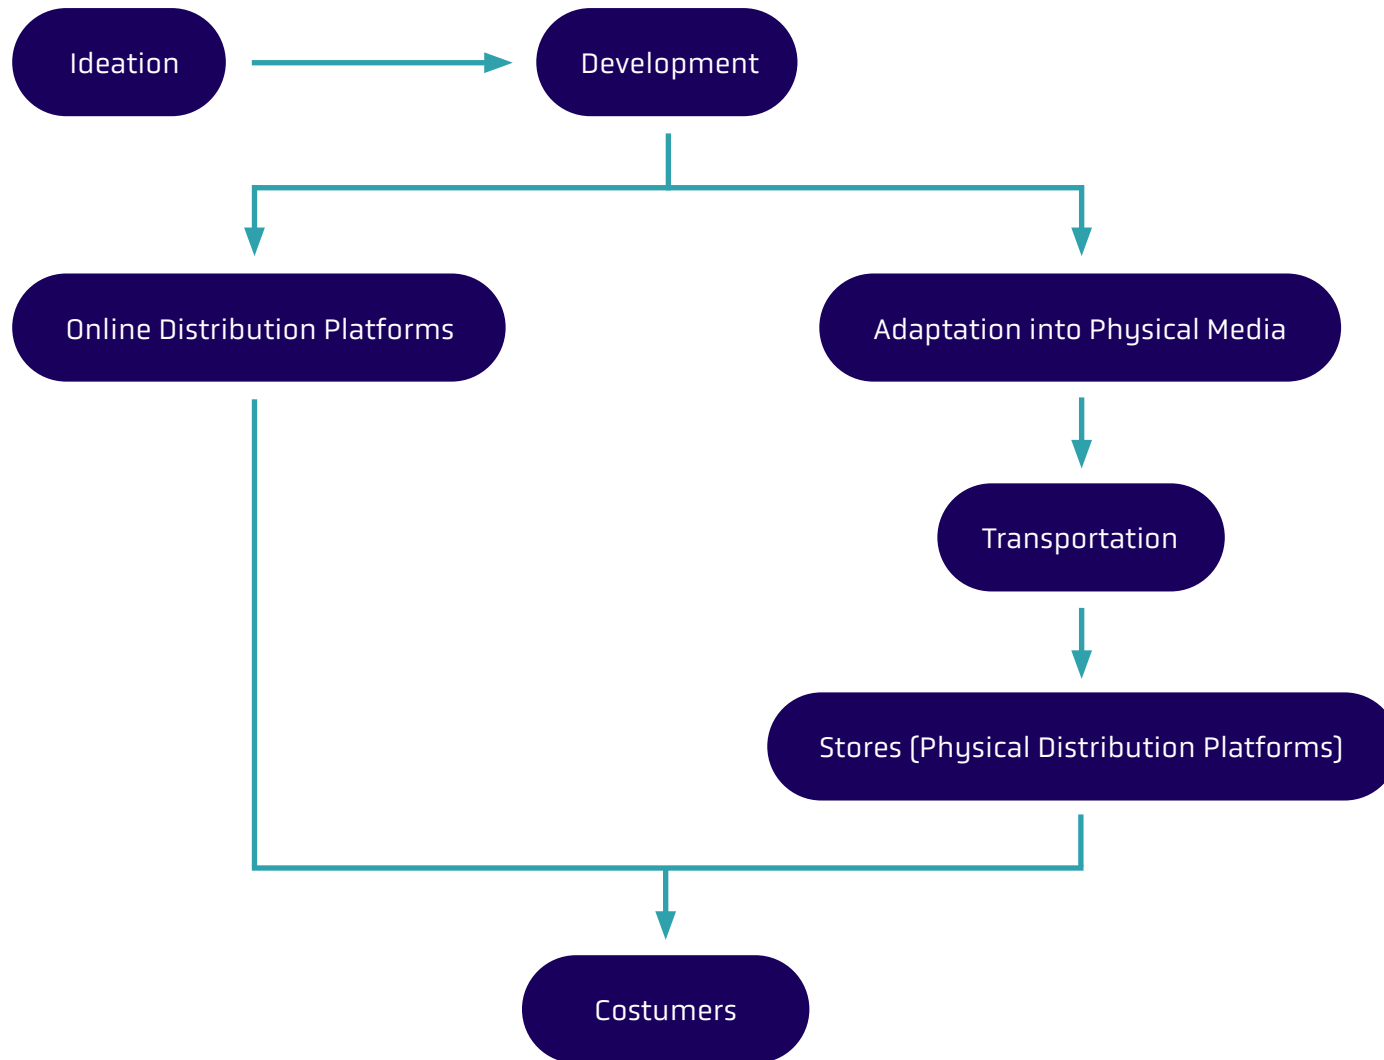 Ideation
Development
Online Distribution Platforms
Adaptation into Physical Media
Transportation
Stores (Physical Distribution Platforms)
Costumers